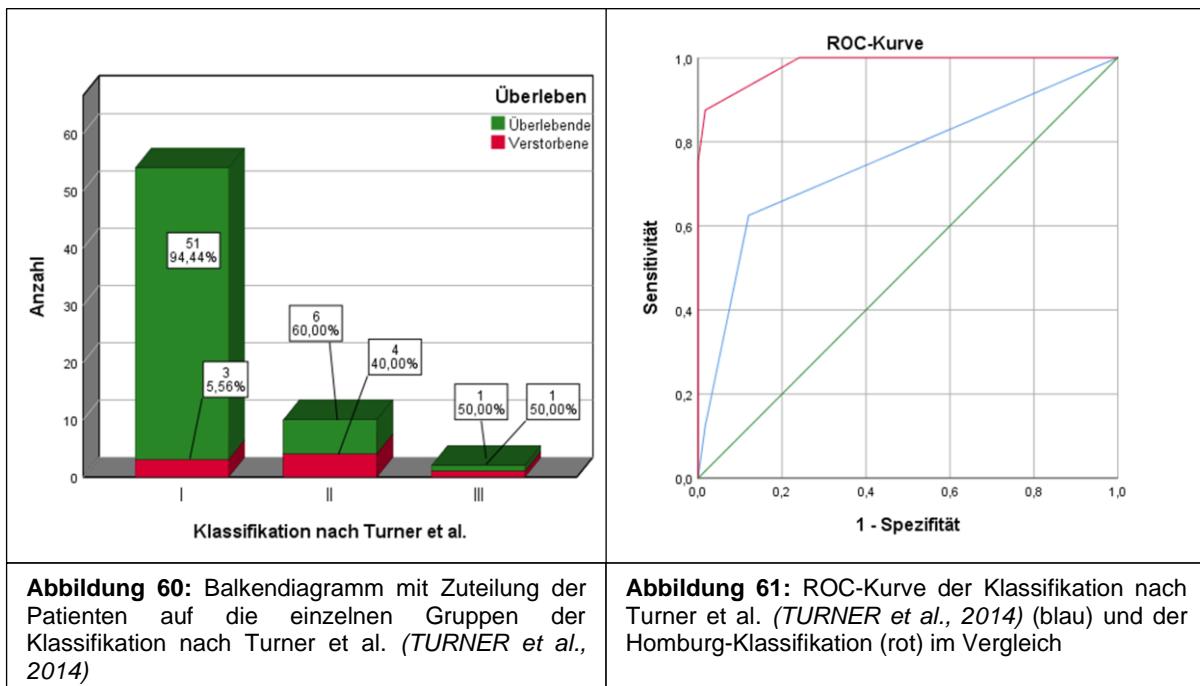 Überleben
Überlebende
Verstorbene
Anzahl
60
50
40
30
20
10
0
51
94,44%
3
5,56%
6
60,00%
4
40,00%
1
50,00%
1
50,00%
I
II
III
Klassifikation nach Turner et al.
ROC-Kurve
Sensitivität
1,0
0,8
0,6
0,4
0,2
0,0
0,0
0,2
0,4
0,6
0,8
1,0
1 - Spezifität
Abbildung 60: Balkendiagramm mit Zuteilung der
Patienten auf die einzelnen Gruppen der
Klassifikation nach Turner et al. (TURNER et al.,
2014)
Abbildung 61: ROC-Kurve der Klassifikation nach
Turner et al. (TURNER et al., 2014) (blau) und der
Homburg-Klassifikation (rot) im Vergleich